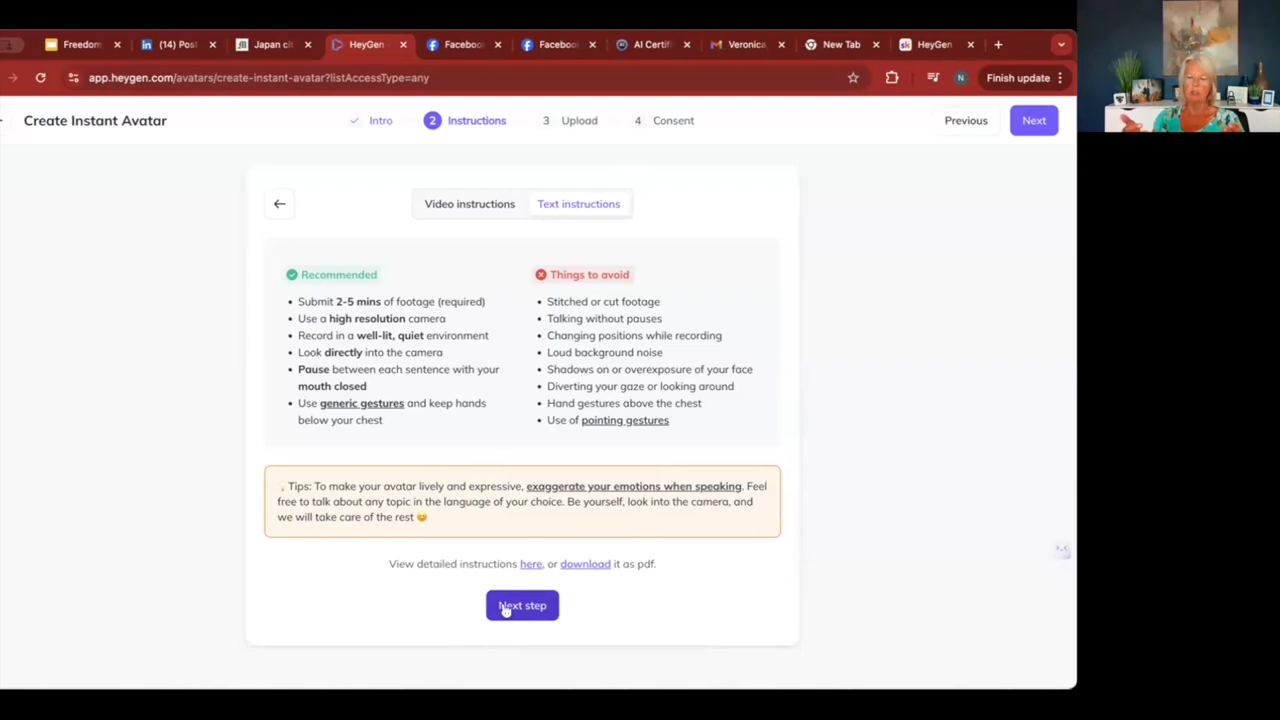 Freedom
(14) Post
Japan ci
HeyGen
Faceboo
Faceboo
AI Certifi
Veronica,
New Tab
HeyGen
app.heygen.com/avatars/create-instant-avatar?listAccessType=any
N
Finish update
Create Instant Avatar
Intro
2 Instructions
3 Upload
4 Consent
Previous
Next
Video instructions
Text instructions
Recommended
• Submit 2-5 mins of footage (required)
• Use a high resolution camera
• Record in a well-lit, quiet environment
• Look directly into the camera
• Pause between each sentence with your
mouth closed
• Use generic gestures and keep hands
below your chest
Things to avoid
• Stitched or cut footage
• Talking without pauses
• Changing positions while recording
• Loud background noise
• Shadows on or overexposure of your face
• Diverting your gaze or looking around
• Hand gestures above the chest
• Use of pointing gestures
Tips: To make your avatar lively and expressive, exaggerate your emotions when speaking. Feel
free to talk about any topic in the language of your choice. Be yourself, look into the camera, and
we will take care of the rest 😊
View detailed instructions here, or download it as pdf.
Next step